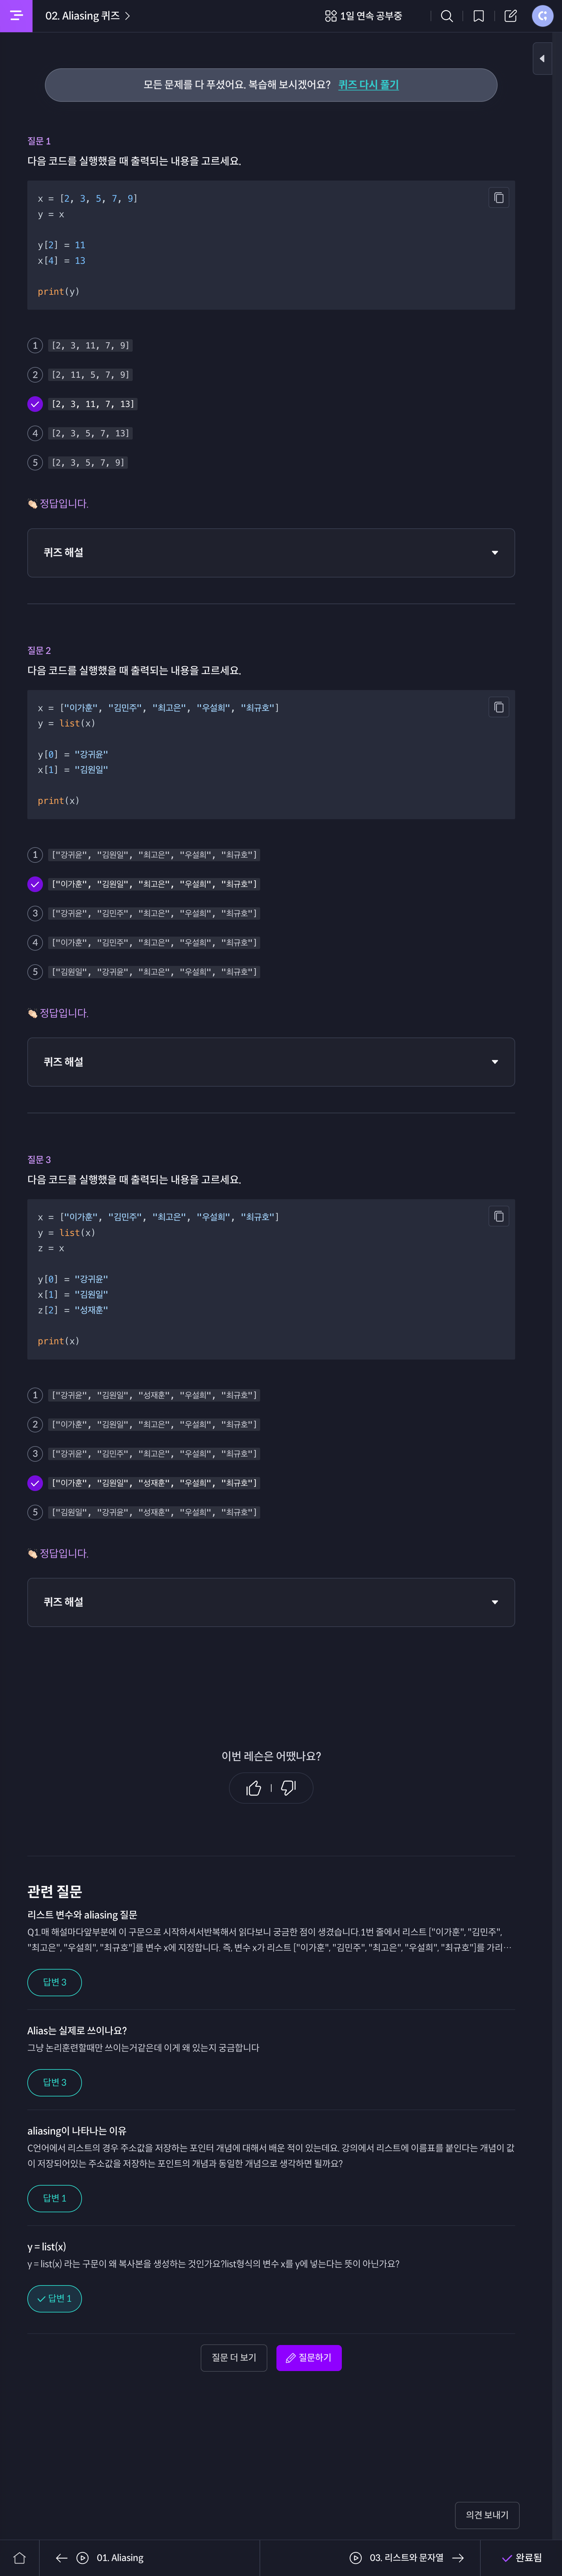 02. Aliasing 퀴즈
1일 연속 공부중
모든 문제를 다 푸셨어요. 복습해 보시겠어요? 퀴즈 다시 풀기
질문 1
다음 코드를 실행했을 때 출력되는 내용을 고르세요.
x = [2, 3, 5, 7, 9]
y = x
y[2] = 11
x[4] = 13
print(y)
1 [2, 3, 11, 7, 9]
2 [2, 11, 5, 7, 9]
[2, 3, 11, 7, 13]
4 [2, 3, 5, 7, 13]
5 [2, 3, 5, 7, 9]
정답입니다.
퀴즈 해설
질문 2
다음 코드를 실행했을 때 출력되는 내용을 고르세요.
x = ["이가훈", "김민주", "최고은", "우설희", "최규호"]
y = list(x)
y[0] = "강귀윤"
x[1] = "김원일"
print(x)
1 ["강귀윤", "김원일", "최고은", "우설희", "최규호"]
["이가훈", "김원일", "최고은", "우설희", "최규호"]
3 ["강귀윤", "김민주", "최고은", "우설희", "최규호"]
4 ["이가훈", "김민주", "최고은", "우설희", "최규호"]
5 ["김원일", "강귀윤", "최고은", "우설희", "최규호"]
정답입니다.
퀴즈 해설
질문 3
다음 코드를 실행했을 때 출력되는 내용을 고르세요.
x = ["이가훈", "김민주", "최고은", "우설희", "최규호"]
y = list(x)
z = x
y[0] = "강귀윤"
x[1] = "김원일"
z[2] = "성재훈"
print(x)
1 ["강귀윤", "김원일", "성재훈", "우설희", "최규호"]
2 ["이가훈", "김원일", "최고은", "우설희", "최규호"]
3 ["강귀윤", "김민주", "최고은", "우설희", "최규호"]
["이가훈", "김원일", "성재훈", "우설희", "최규호"]
5 ["김원일", "강귀윤", "성재훈", "우설희", "최규호"]
정답입니다.
퀴즈 해설
이번 레슨은 어땠나요?
관련 질문
리스트 변수와 aliasing 질문
Q1.매 해설마다앞부분에 이 구문으로 시작하셔서반복해서 읽다보니 궁금한 점이 생겼습니다.1번 줄에서 리스트 ["이가훈", "김민주",
"최고은", "우설희", "최규호"]를 변수 x에 지정합니다. 즉, 변수 x가 리스트 ["이가훈", "김민주", "최고은", "우설희", "최규호"]를 가리…
답변 3
Alias는 실제로 쓰이나요?
그냥 논리훈련할때만 쓰이는거같은데 이게 왜 있는지 궁금합니다
답변 3
aliasing이 나타나는 이유
C언어에서 리스트의 경우 주소값을 저장하는 포인터 개념에 대해서 배운 적이 있는데요. 강의에서 리스트에 이름표를 붙인다는 개념이 값
이 저장되어있는 주소값을 저장하는 포인트의 개념과 동일한 개념으로 생각하면 될까요?
답변 1
y = list(x)
y = list(x) 라는 구문이 왜 복사본을 생성하는 것인가요?list형식의 변수 x를 y에 넣는다는 뜻이 아닌가요?
답변 1
질문 더 보기
질문하기
의견 보내기
01. Aliasing
03. 리스트와 문자열
완료됨